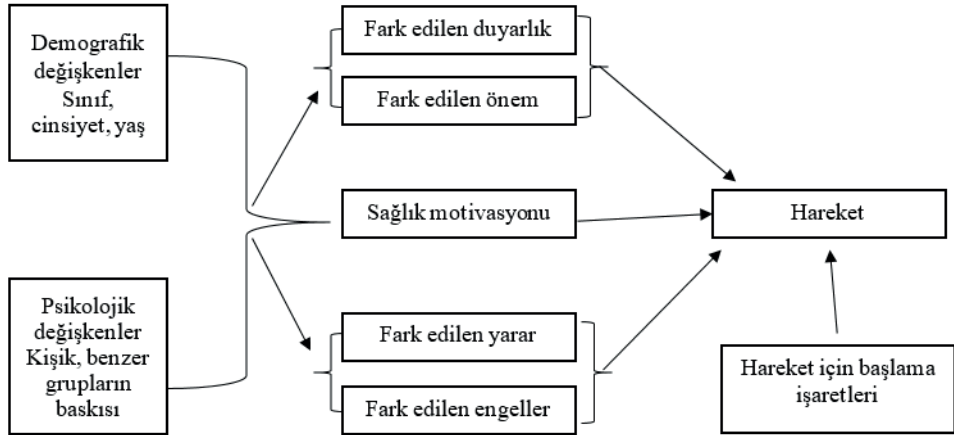 Demografik
değişkenler
Sınıf,
cinsiyet, yaş
Psikolojik
değişkenler
Kişik, benzer
grupların
baskısı
Fark edilen duyarlık
Fark edilen önem
Sağlık motivasyonu
Fark edilen yarar
Fark edilen engeller
Hareket
Hareket için başlama
işaretleri